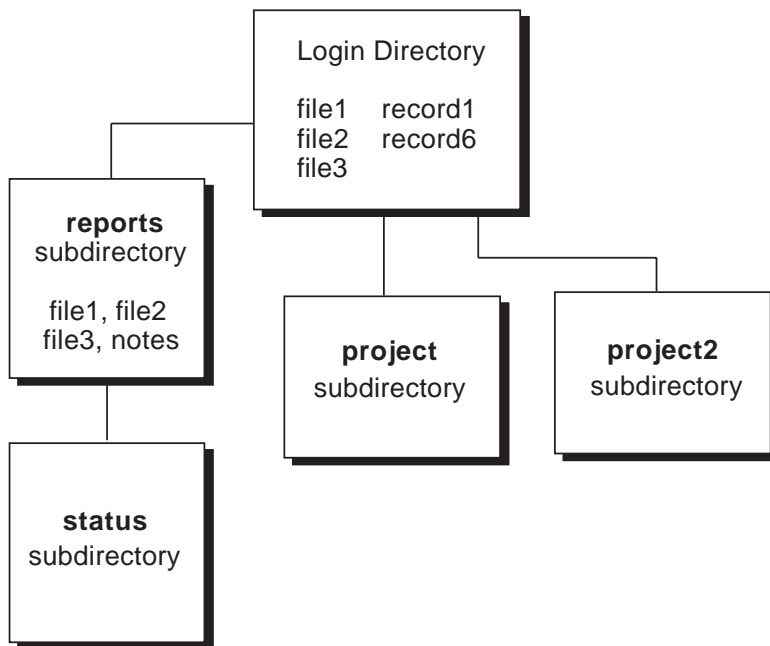 Login Directory
file1 record1
file2 record6
file3
reports
subdirectory
file1, file2
file3, notes
project
subdirectory
project2
subdirectory
status
subdirectory